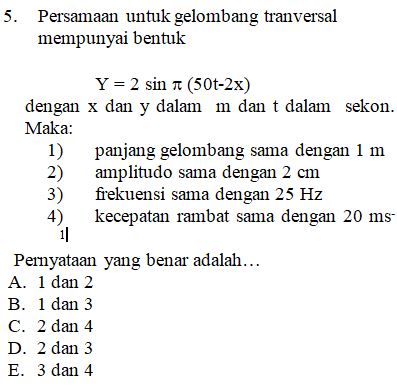 5. Persamaan untuk gelombang tranversal
mempunyai bentuk
Y = 2 sin π (50t-2x)
dengan x dan y dalam m dan t dalam sekon.
Maka:
1) panjang gelombang sama dengan 1 m
2) amplitudo sama dengan 2 cm
3) frekuensi sama dengan 25 Hz
4) kecepatan rambat sama dengan 20 ms-
1
Pernyataan yang benar adalah…
A. 1 dan 2
B. 1 dan 3
C. 2 dan 4
D. 2 dan 3
E. 3 dan 4